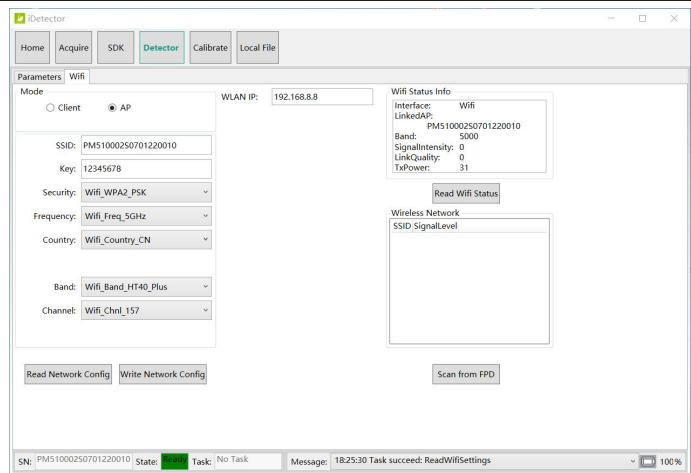 iDetector
Home Acquire SDK Detector Calibrate Local File
Parameters Wifi
Mode
Client AP
WLAN IP: 192.168.8.8
SSID: PM510002S0701220010
Key: 12345678
Security: Wifi_WPA2_PSK
Frequency: Wifi_Freq_5GHz
Country: Wifi_Country_CN
Band: Wifi_Band_HT40_Plus
Channel: Wifi_Chnl_157
Read Network Config Write Network Config
Wifi Status Info
Interface: Wifi
LinkedAP:
PM510002S0701220010
Band: 5000
SignalIntensity: 0
LinkQuality: 0
TxPower: 31
Read Wifi Status
Wireless Network
SSID SignalLevel
Scan from FPD
SN: PM510002S0701220010 State: Ready Task: No Task Message: 18:25:30 Task succeed: ReadWifiSettings 100%